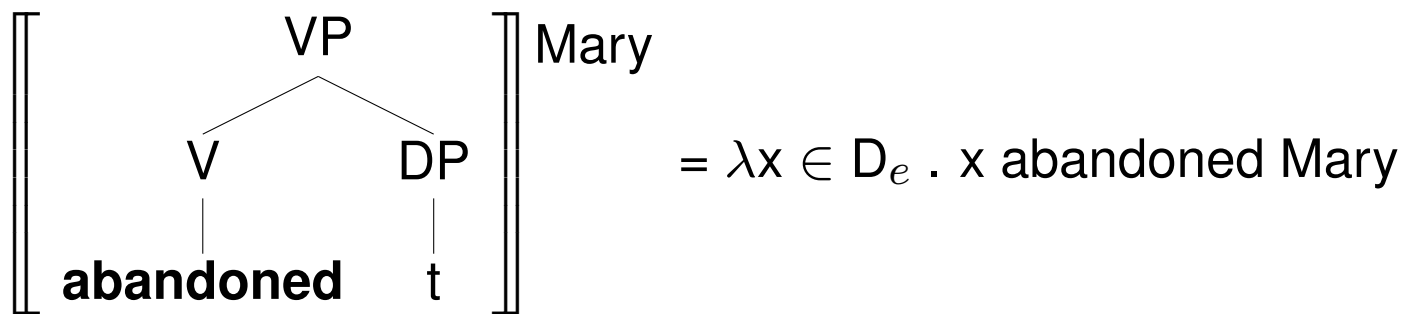 VP
Mary
V DP
= λx ∈ Dₑ . x abandoned Mary
abandoned t